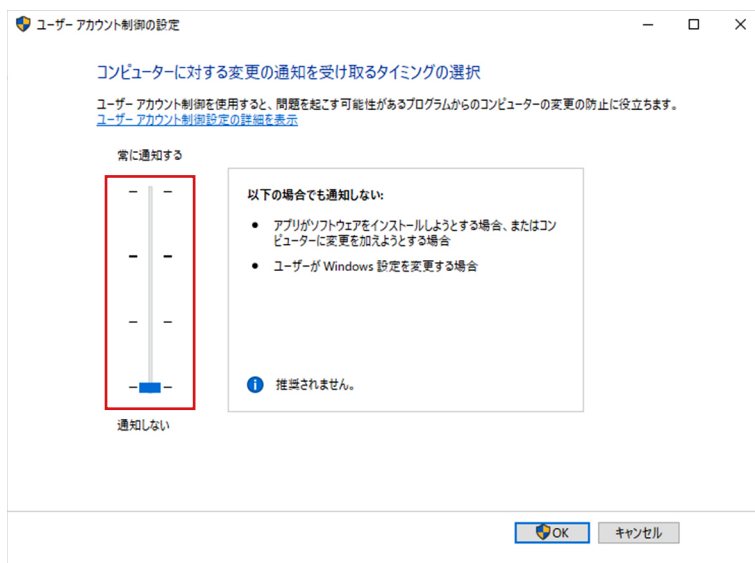 ユーザー アカウント制御の設定
コンピューターに対する変更の通知を受け取るタイミングの選択
ユーザー アカウント制御を使用すると、問題を起こす可能性があるプログラムからのコンピューターの変更の防止に役立ちます。
ユーザー アカウント制御設定の詳細を表示
常に通知する
以下の場合でも通知しない:
● アプリがソフトウェアをインストールしようとする場合、またはコン
ピューターに変更を加えようとする場合
● ユーザーが Windows 設定を変更する場合
推奨されません。
通知しない
OK
キャンセル